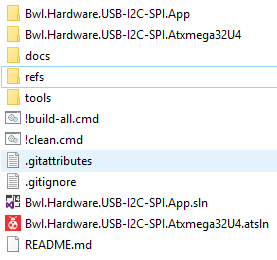 Bwl.Hardware.USB-I2C-SPI.App
Bwl.Hardware.USB-I2C-SPI.Atxmega32U4
docs
refs
tools
!build-all.cmd
!clean.cmd
.gitattributes
.gitignore
Bwl.Hardware.USB-I2C-SPI.App.sln
Bwl.Hardware.USB-I2C-SPI.Atxmega32U4.atsln
README.md